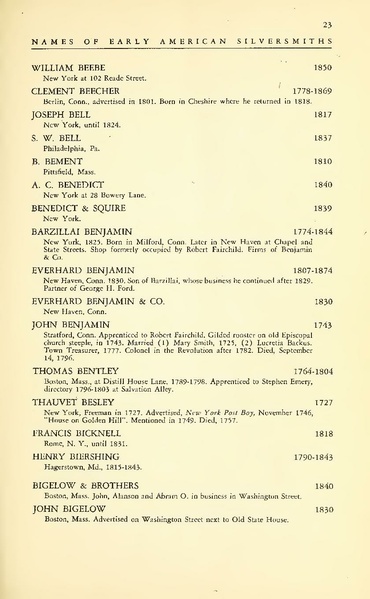 23
NAMES OF EARLY AMERICAN SILVERSMITHS
WILLIAM BEEBE 1850
New York at 102 Reade Street.
CLEMENT BEECHER 1778-1869
Berlin, Conn., advertised in 1801. Born in Cheshire where he returned in 1818.
JOSEPH BELL 1817
New York, until 1824.
S. W. BELL 1837
Philadelphia, Pa.
B. BEMENT 1810
Pittsfield, Mass.
A. C. BENEDICT 1840
New York at 28 Bowery Lane.
BENEDICT & SQUIRE 1839
New York.
BARZILLAI BENJAMIN 1774-1844
New York, 1825. Born in Milford, Conn. Later in New Haven at Chapel and
State Streets. Shop formerly occupied by Robert Fairchild. Firms of Benjamin
& Co.
EVERHARD BENJAMIN 1807-1874
New Haven, Conn. 1830. Son of Barzillai, whose business he continued after 1829.
Partner of George H. Ford.
EVERHARD BENJAMIN & CO. 1830
New Haven, Conn.
JOHN BENJAMIN 1743
Stratford, Conn. Apprenticed to Robert Fairchild. Gilded rooster on old Episcopal
church steeple, in 1743. Married (1) Mary Smith, 1725, (2) Lucretia Backus.
Town Treasurer, 1777. Colonel in the Revolution after 1782. Died, September
14, 1796.
THOMAS BENTLEY 1764-1804
Boston, Mass., at Distill House Lane, 1789-1798. Apprenticed to Stephen Emery,
directory 1796-1803 at Salvation Alley.
THAUVET BESLEY 1727
New York, Freeman in 1727. Advertised, New York Post Boy, November 1746,
"House on Golden Hill". Mentioned in 1749. Died, 1757.
FRANCIS BICKNELL 1818
Rome, N. Y., until 1831.
HENRY BIERSHING 1790-1843
Hagerstown, Md., 1815-1843.
BIGELOW & BROTHERS 1840
Boston, Mass. John, Alanson and Abram O. in business in Washington Street.
JOHN BIGELOW 1830
Boston, Mass. Advertised on Washington Street next to Old State House.